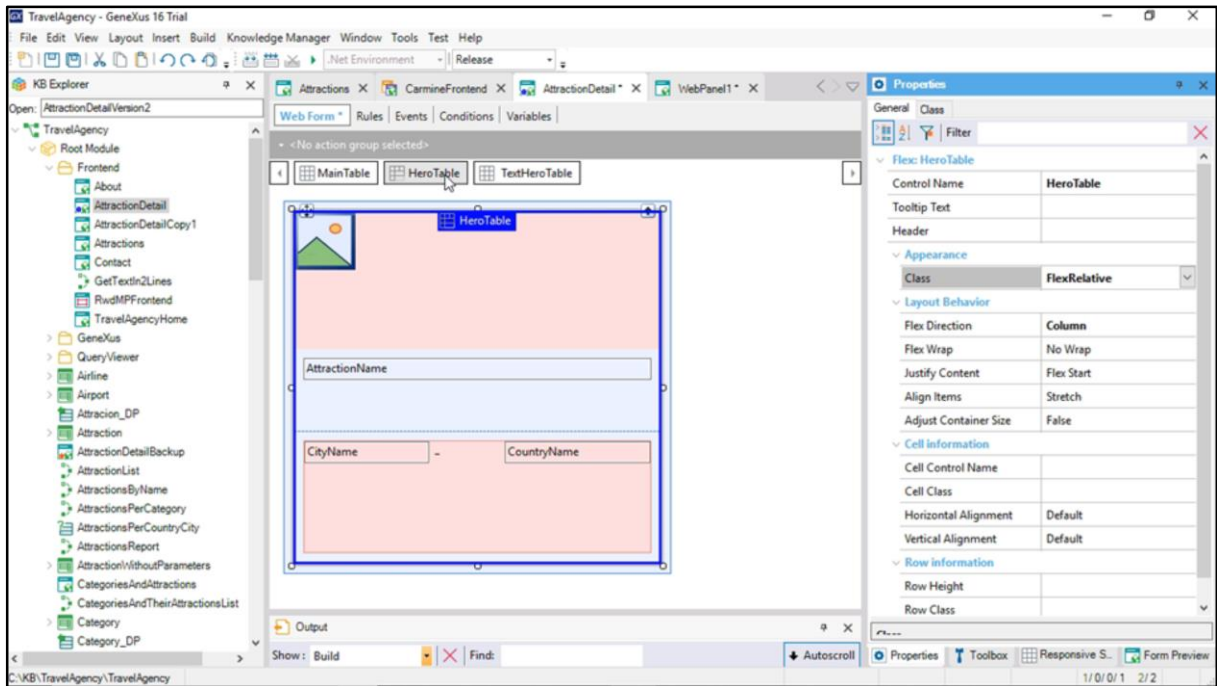 TravelAgency - GeneXus 16 Trial
File Edit View Layout Insert Build Knowledge Manager Window Tools Test Help
.Net Environment Release
KB Explorer
Open: AttractionDetailVersion2
TravelAgency
Root Module
Frontend
About
AttractionDetail
AttractionDetailCopy1
Attractions
Contact
GetTextIn2Lines
RwdMPFrontend
TravelAgencyHome
GeneXus
QueryViewer
Airline
Airport
Attracion_DP
Attraction
AttractionDetailBackup
AttractionList
AttractionsByName
AttractionsPerCategory
AttractionsPerCountryCity
AttractionsReport
AttractionWithoutParameters
CategoriesAndAttractions
CategoriesAndTheirAttractionsList
Category
Category_DP
Attractions CarmineFrontend AttractionDetail * WebPanel1 *
Web Form * Rules Events Conditions Variables
<No action group selected>
MainTable HeroTable TextHeroTable
HeroTable
AttractionName
CityName - CountryName
Output
Show: Build Find: Autoscroll
Properties
General Class
Filter
Flex: HeroTable
Control Name HeroTable
Tooltip Text
Header
Appearance
Class FlexRelative
Layout Behavior
Flex Direction Column
Flex Wrap No Wrap
Justify Content Flex Start
Align Items Stretch
Adjust Container Size False
Cell information
Cell Control Name
Cell Class
Horizontal Alignment Default
Vertical Alignment Default
Row information
Row Height
Row Class
Properties Toolbox Responsive S... Form Preview
C:\KB\TravelAgency\TravelAgency 1/0/0/1 2/2